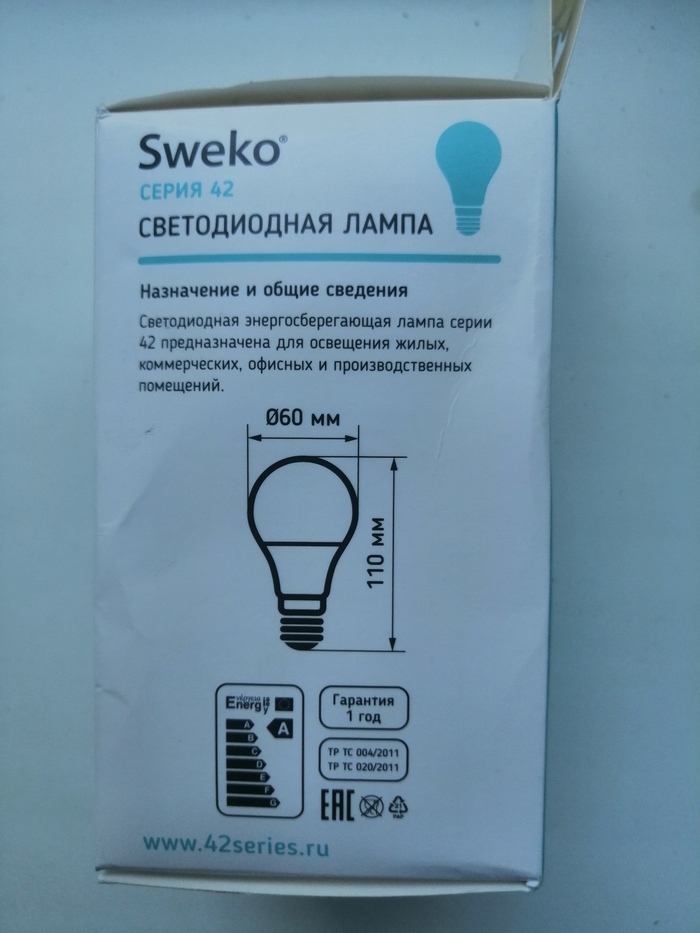 Sweko®
СЕРИЯ 42
СВЕТОДИОДНАЯ ЛАМПА
Назначение и общие сведения
Светодиодная энергосберегающая лампа серии
42 предназначена для освещения жилых,
коммерческих, офисных и производственных
помещений.
Ø60 мм
110 мм
Energ
A
A
B
C
D
E
F
G
Гарантия
1 год
ТР ТС 004/2011
ТР ТС 020/2011
EAC
www.42series.ru